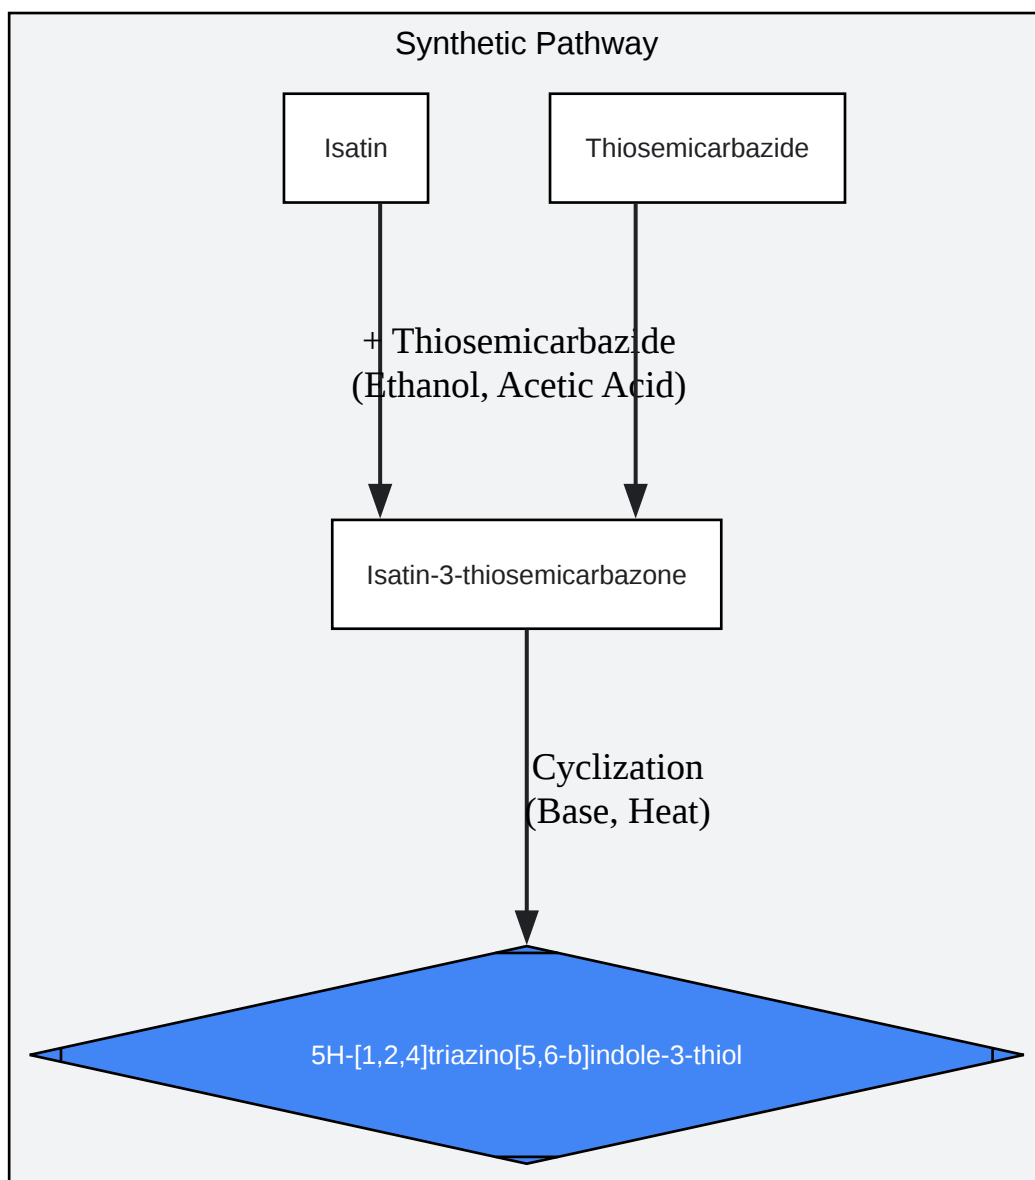 Synthetic Pathway
Isatin
Thiosemicarbazide
+ Thiosemicarbazide
(Ethanol, Acetic Acid)
Isatin-3-thiosemicarbazone
Cyclization
(Base, Heat)
5H-[1,2,4]triazino[5,6-b]indole-3-thiol